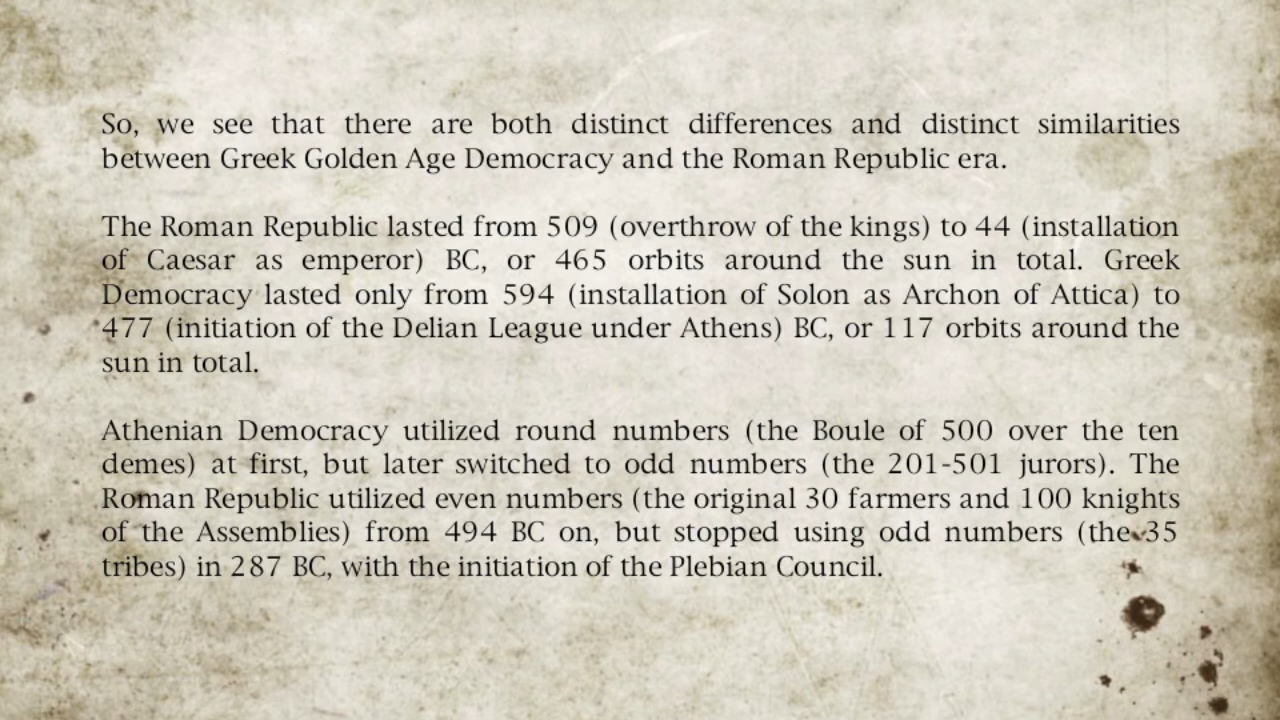 So, we see that there are both distinct differences and distinct similarities
between Greek Golden Age Democracy and the Roman Republic era.
The Roman Republic lasted from 509 (overthrow of the kings) to 44 (installation
of Caesar as emperor) BC, or 465 orbits around the sun in total. Greek
Democracy lasted only from 594 (installation of Solon as Archon of Attica) to
477 (initiation of the Delian League under Athens) BC, or 117 orbits around the
sun in total.
Athenian Democracy utilized round numbers (the Boule of 500 over the ten
demes) at first, but later switched to odd numbers (the 201-501 jurors). The
Roman Republic utilized even numbers (the original 30 farmers and 100 knights
of the Assemblies) from 494 BC on, but stopped using odd numbers (the 35
tribes) in 287 BC, with the initiation of the Plebian Council.